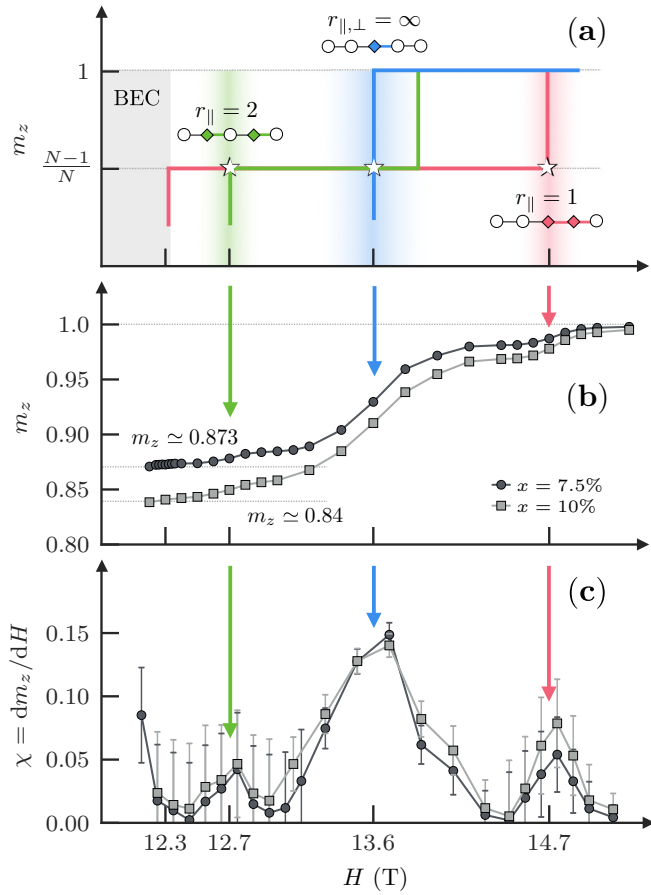 r∥,⊥ = ∞
(a)
1
BEC
r∥ = 2
m_z
N−1
N
r∥ = 1
1.0
0.95
m_z
0.90
(b)
m_z ≃ 0.873
0.85
x = 7.5%
x = 10%
m_z ≃ 0.84
0.80
(c)
χ = dm_z/dH
0.15
0.10
0.05
0.00
12.3 12.7 13.6 14.7
H (T)